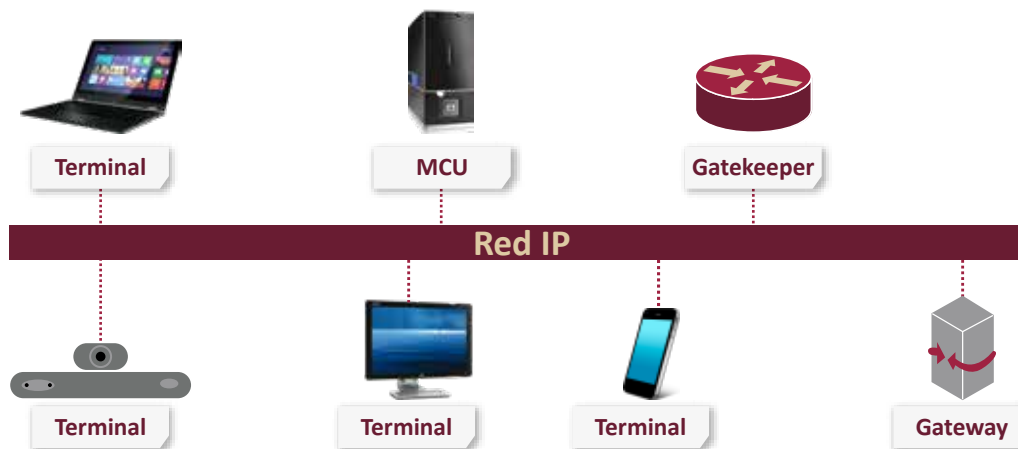 Terminal
MCU
Gatekeeper
Red IP
Terminal
Terminal
Terminal
Gateway